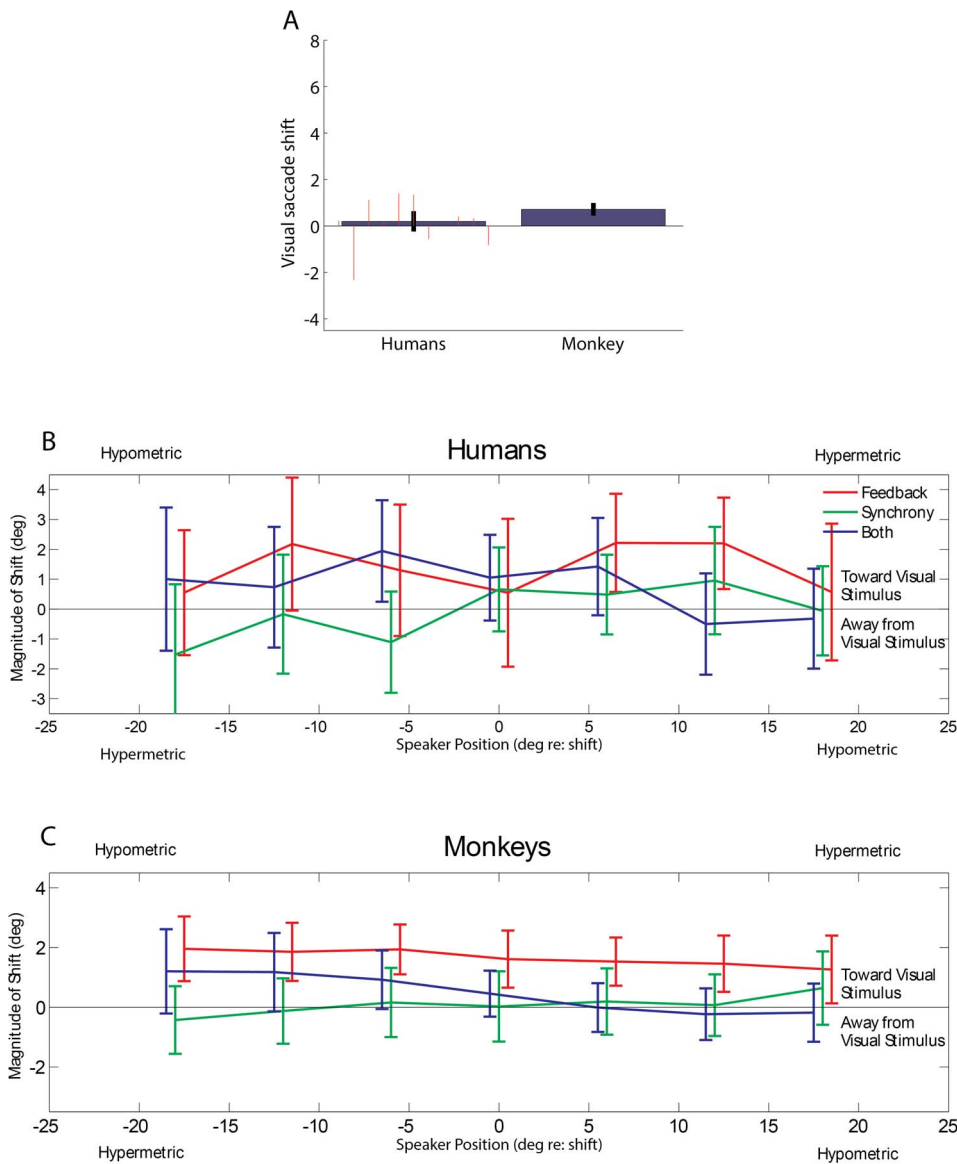 A
8
6
4
2
0
-2
-4
Visual saccade shift
Humans
Monkey
B
Hypometric
Humans
Hypermetric
4
3
2
1
0
-1
-2
-3
Magnitude of Shift (deg)
Feedback
Synchrony
Both
Toward Visual
Stimulus
Away from
Visual Stimulus
-25 -20 -15 -10 -5 0 5 10 15 20 25
Hypermetric
Speaker Position (deg re: shift)
Hypometric
C
Hypometric
Monkeys
Hypermetric
4
2
0
-2
Magnitude of Shift (deg)
Toward Visual
Stimulus
Away from
Visual Stimulus
-25 -20 -15 -10 -5 0 5 10 15 20 25
Hypermetric
Speaker Position (deg re: shift)
Hypometric